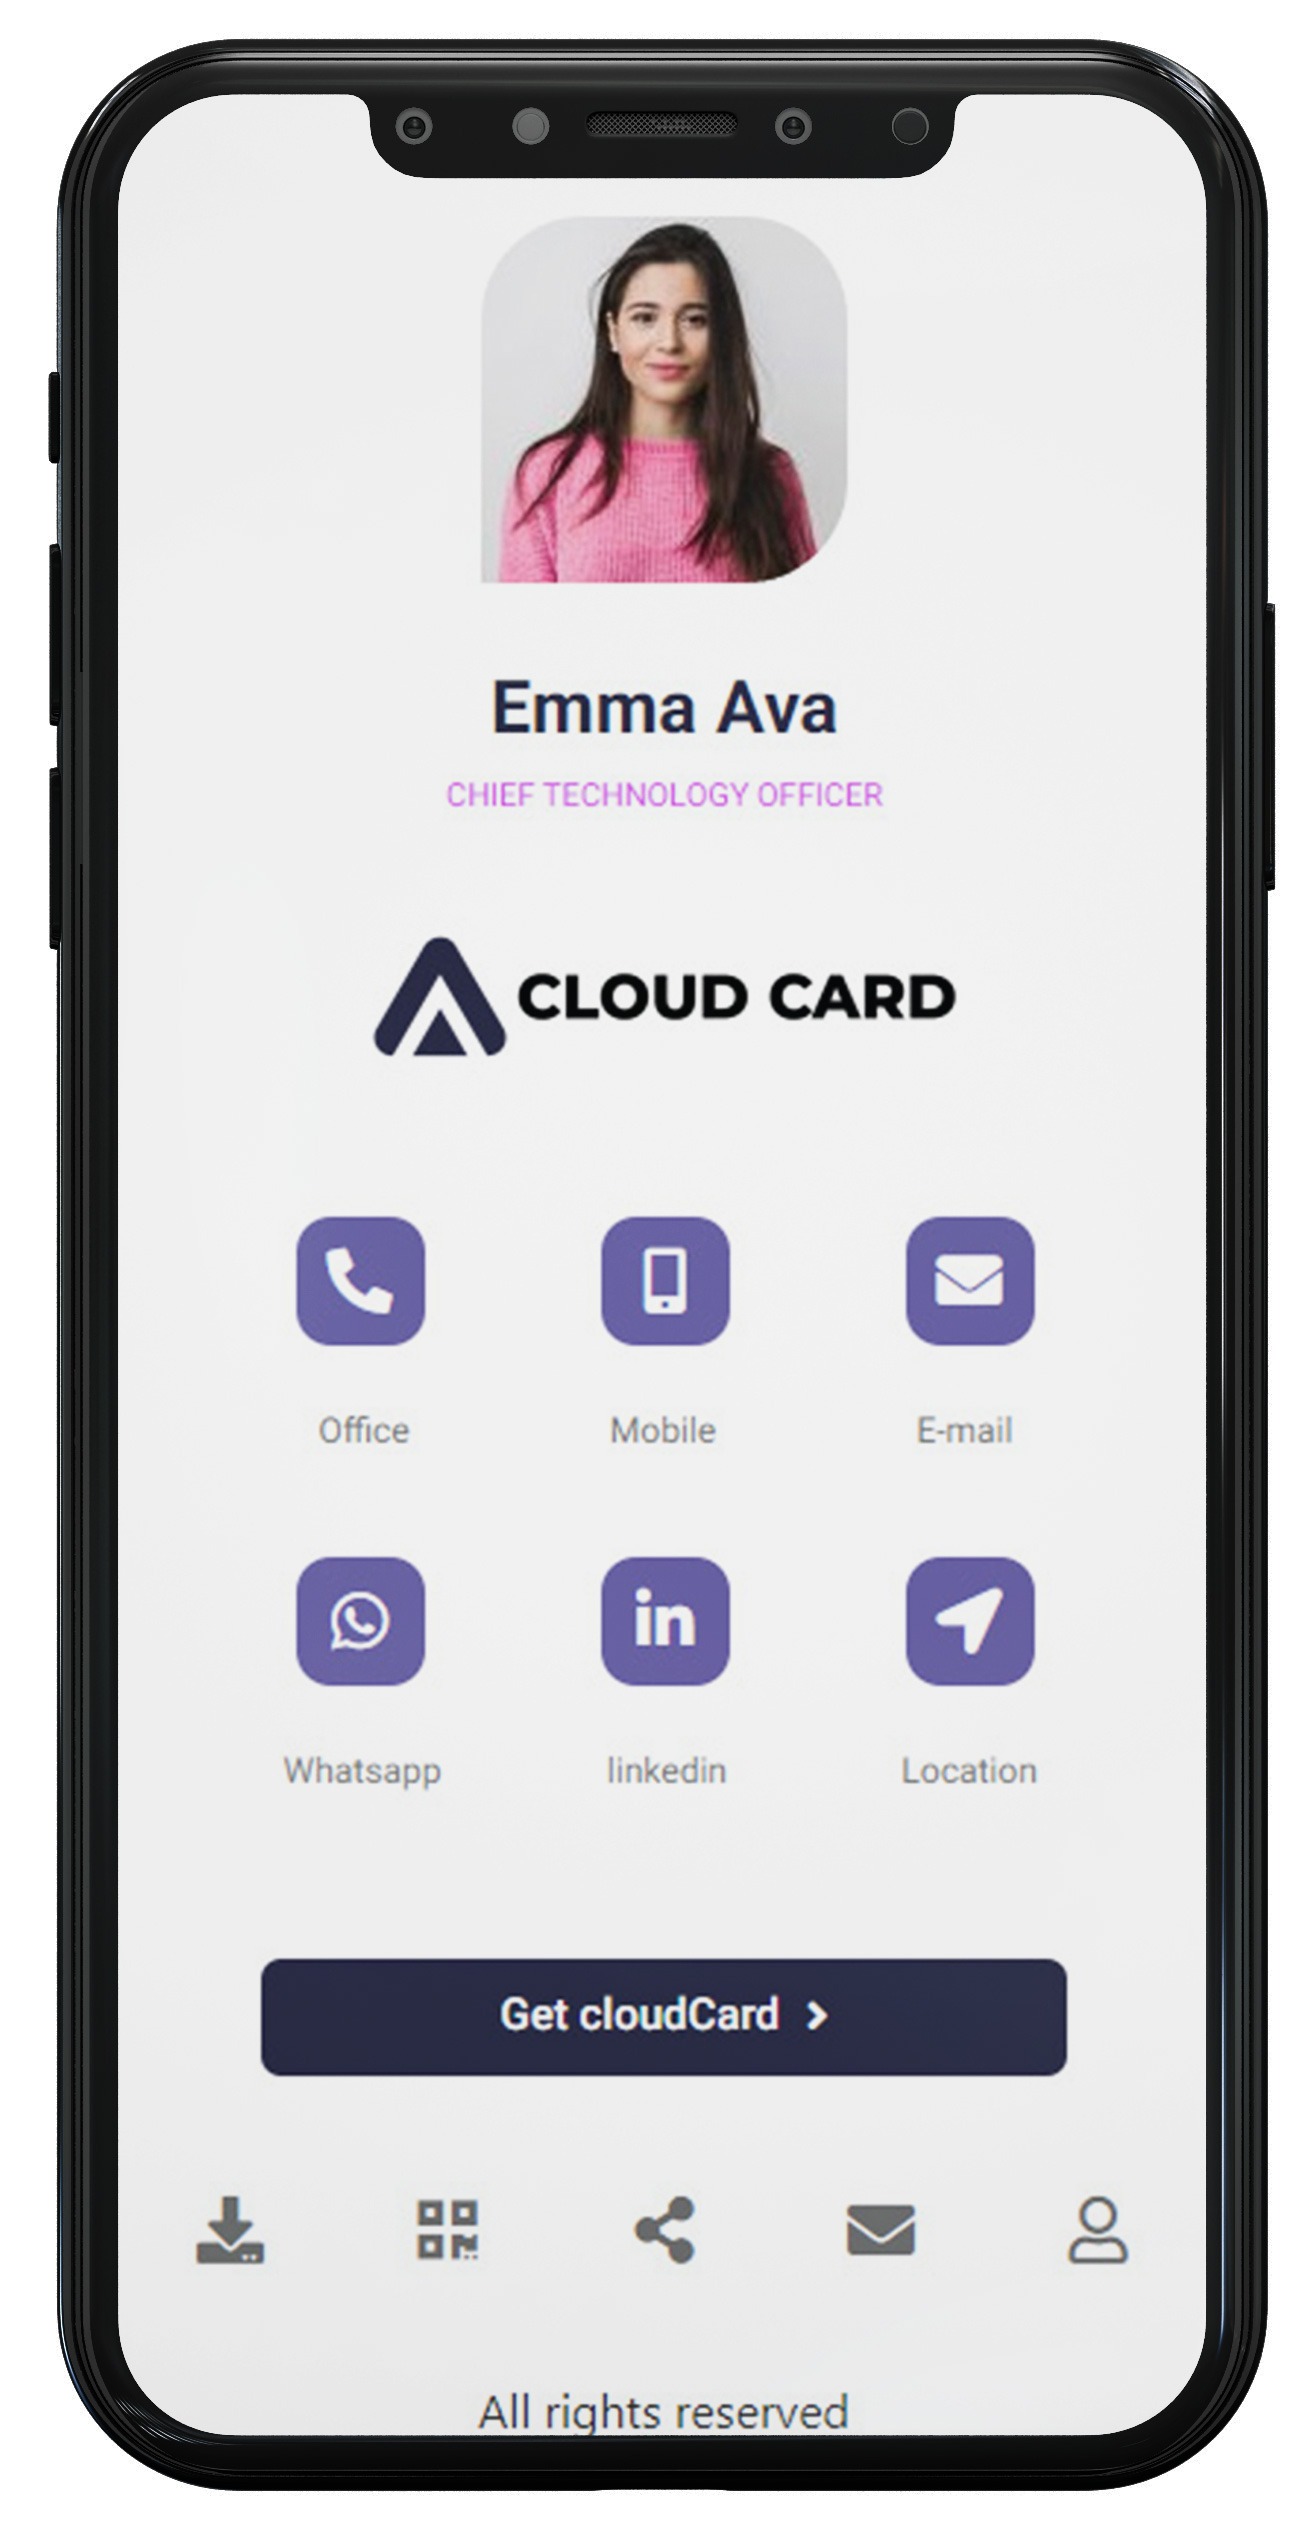 Emma Ava
CHIEF TECHNOLOGY OFFICER
CLOUD CARD
Office Mobile E-mail
Whatsapp linkedin Location
Get cloudCard
All rights reserved